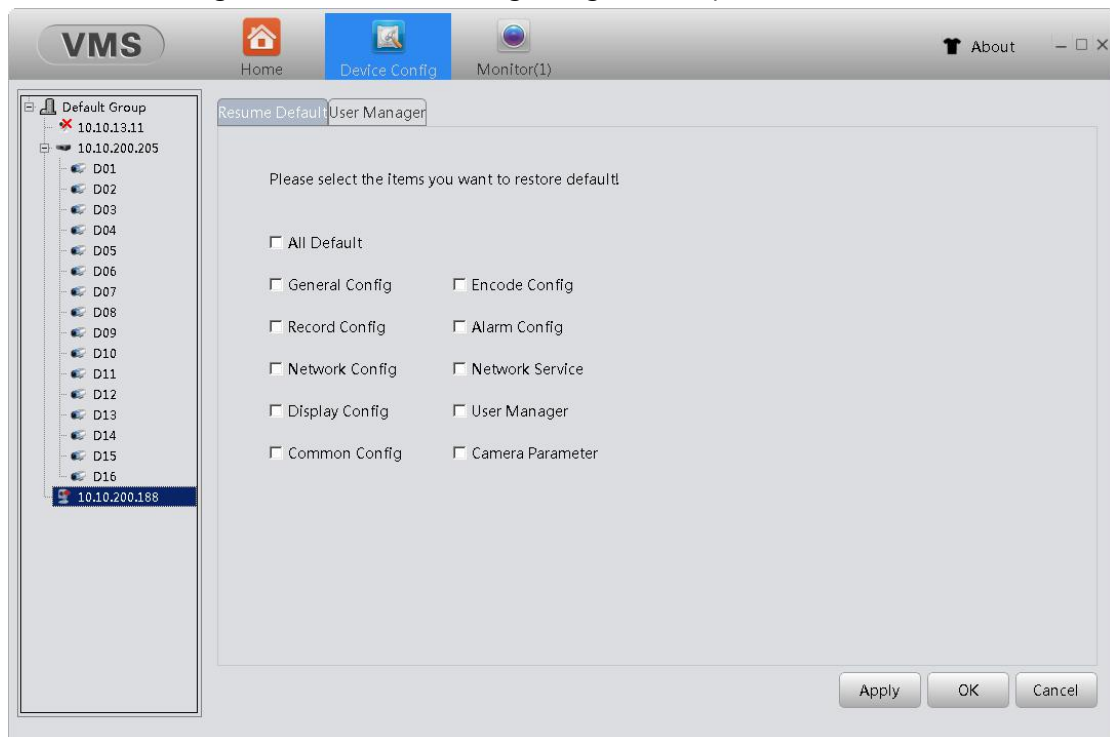 VMS
Home
Device Config
Monitor(1)
About
Default Group
10.10.13.11
10.10.200.205
D01
D02
D03
D04
D05
D06
D07
D08
D09
D10
D11
D12
D13
D14
D15
D16
10.10.200.188
Resume Default
User Manager
Please select the items you want to restore default!
All Default
General Config Encode Config
Record Config Alarm Config
Network Config Network Service
Display Config User Manager
Common Config Camera Parameter
Apply OK Cancel